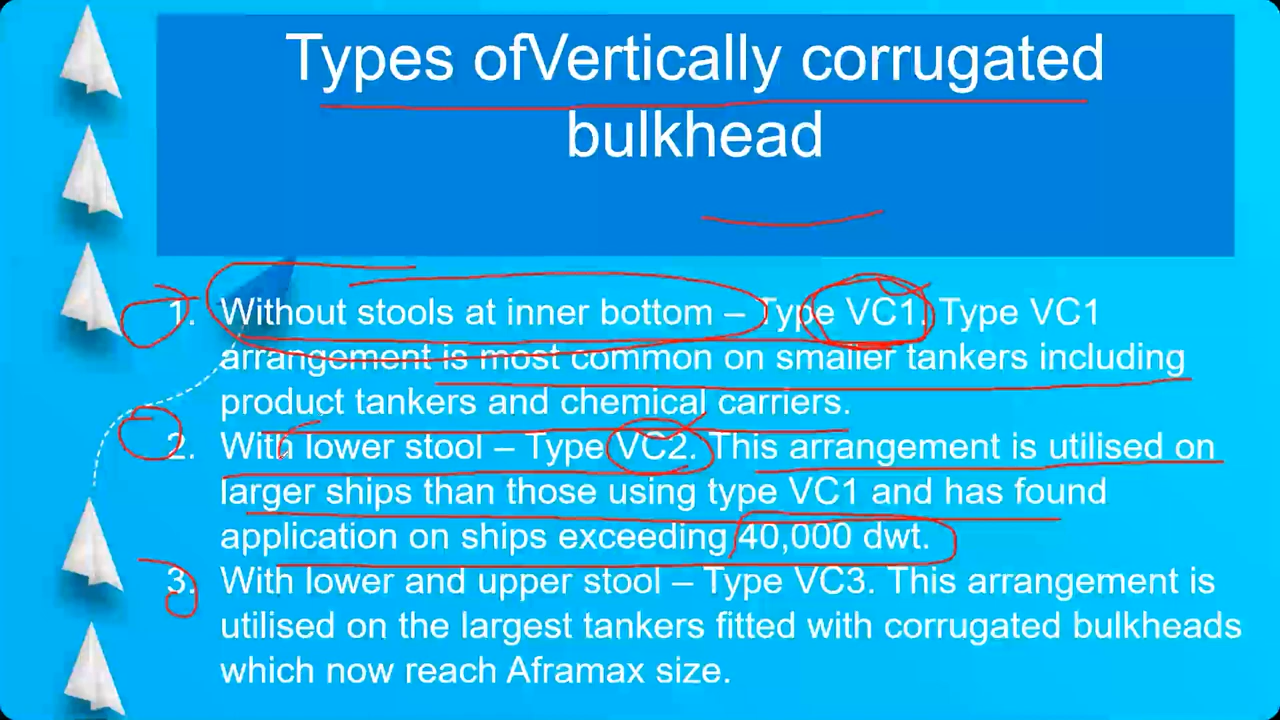 Types ofVertically corrugated
bulkhead
1. Without stools at inner bottom – Type VC1. Type VC1
arrangement is most common on smaller tankers including
product tankers and chemical carriers.
2. With lower stool – Type VC2. This arrangement is utilised on
larger ships than those using type VC1 and has found
application on ships exceeding 40,000 dwt.
3. With lower and upper stool – Type VC3. This arrangement is
utilised on the largest tankers fitted with corrugated bulkheads
which now reach Aframax size.